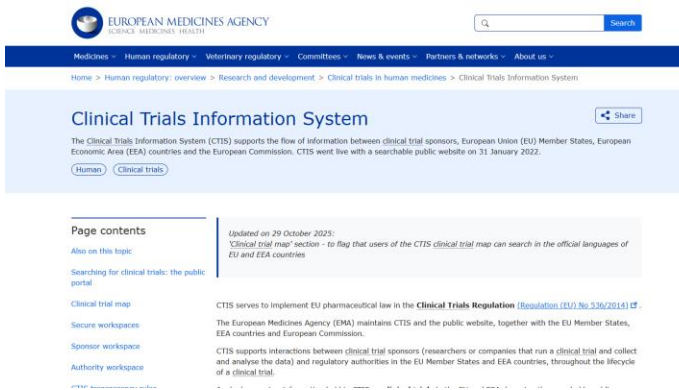 EUROPEAN MEDICINES AGENCY
SCIENCE MEDICINES HEALTH
Search
Medicines
Human regulatory
Veterinary regulatory
Committees
News & events
Partners & networks
About us
Home > Human regulatory: overview > Research and development > Clinical trials in human medicines > Clinical Trials Information System
Clinical Trials Information System
Share
The Clinical Trials Information System (CTIS) supports the flow of information between clinical trial sponsors, European Union (EU) Member States, European
Economic Area (EEA) countries and the European Commission. CTIS went live with a searchable public website on 31 January 2022.
Human
Clinical trials
Page contents
Also on this topic
Searching for clinical trials: the public
portal
Clinical trial map
Secure workspaces
Sponsor workspace
Authority workspace
Updated on 29 October 2025:
'Clinical trial map' section - to flag that users of the CTIS clinical trial map can search in the official languages of
EU and EEA countries
CTIS serves to implement EU pharmaceutical law in the Clinical Trials Regulation (Regulation (EU) No 536/2014).
The European Medicines Agency (EMA) maintains CTIS and the public website, together with the EU Member States,
EEA countries and European Commission.
CTIS supports interactions between clinical trial sponsors (researchers or companies that run a clinical trial and collect
and analyse the data) and regulatory authorities in the EU Member States and EEA countries, throughout the lifecycle
of a clinical trial.